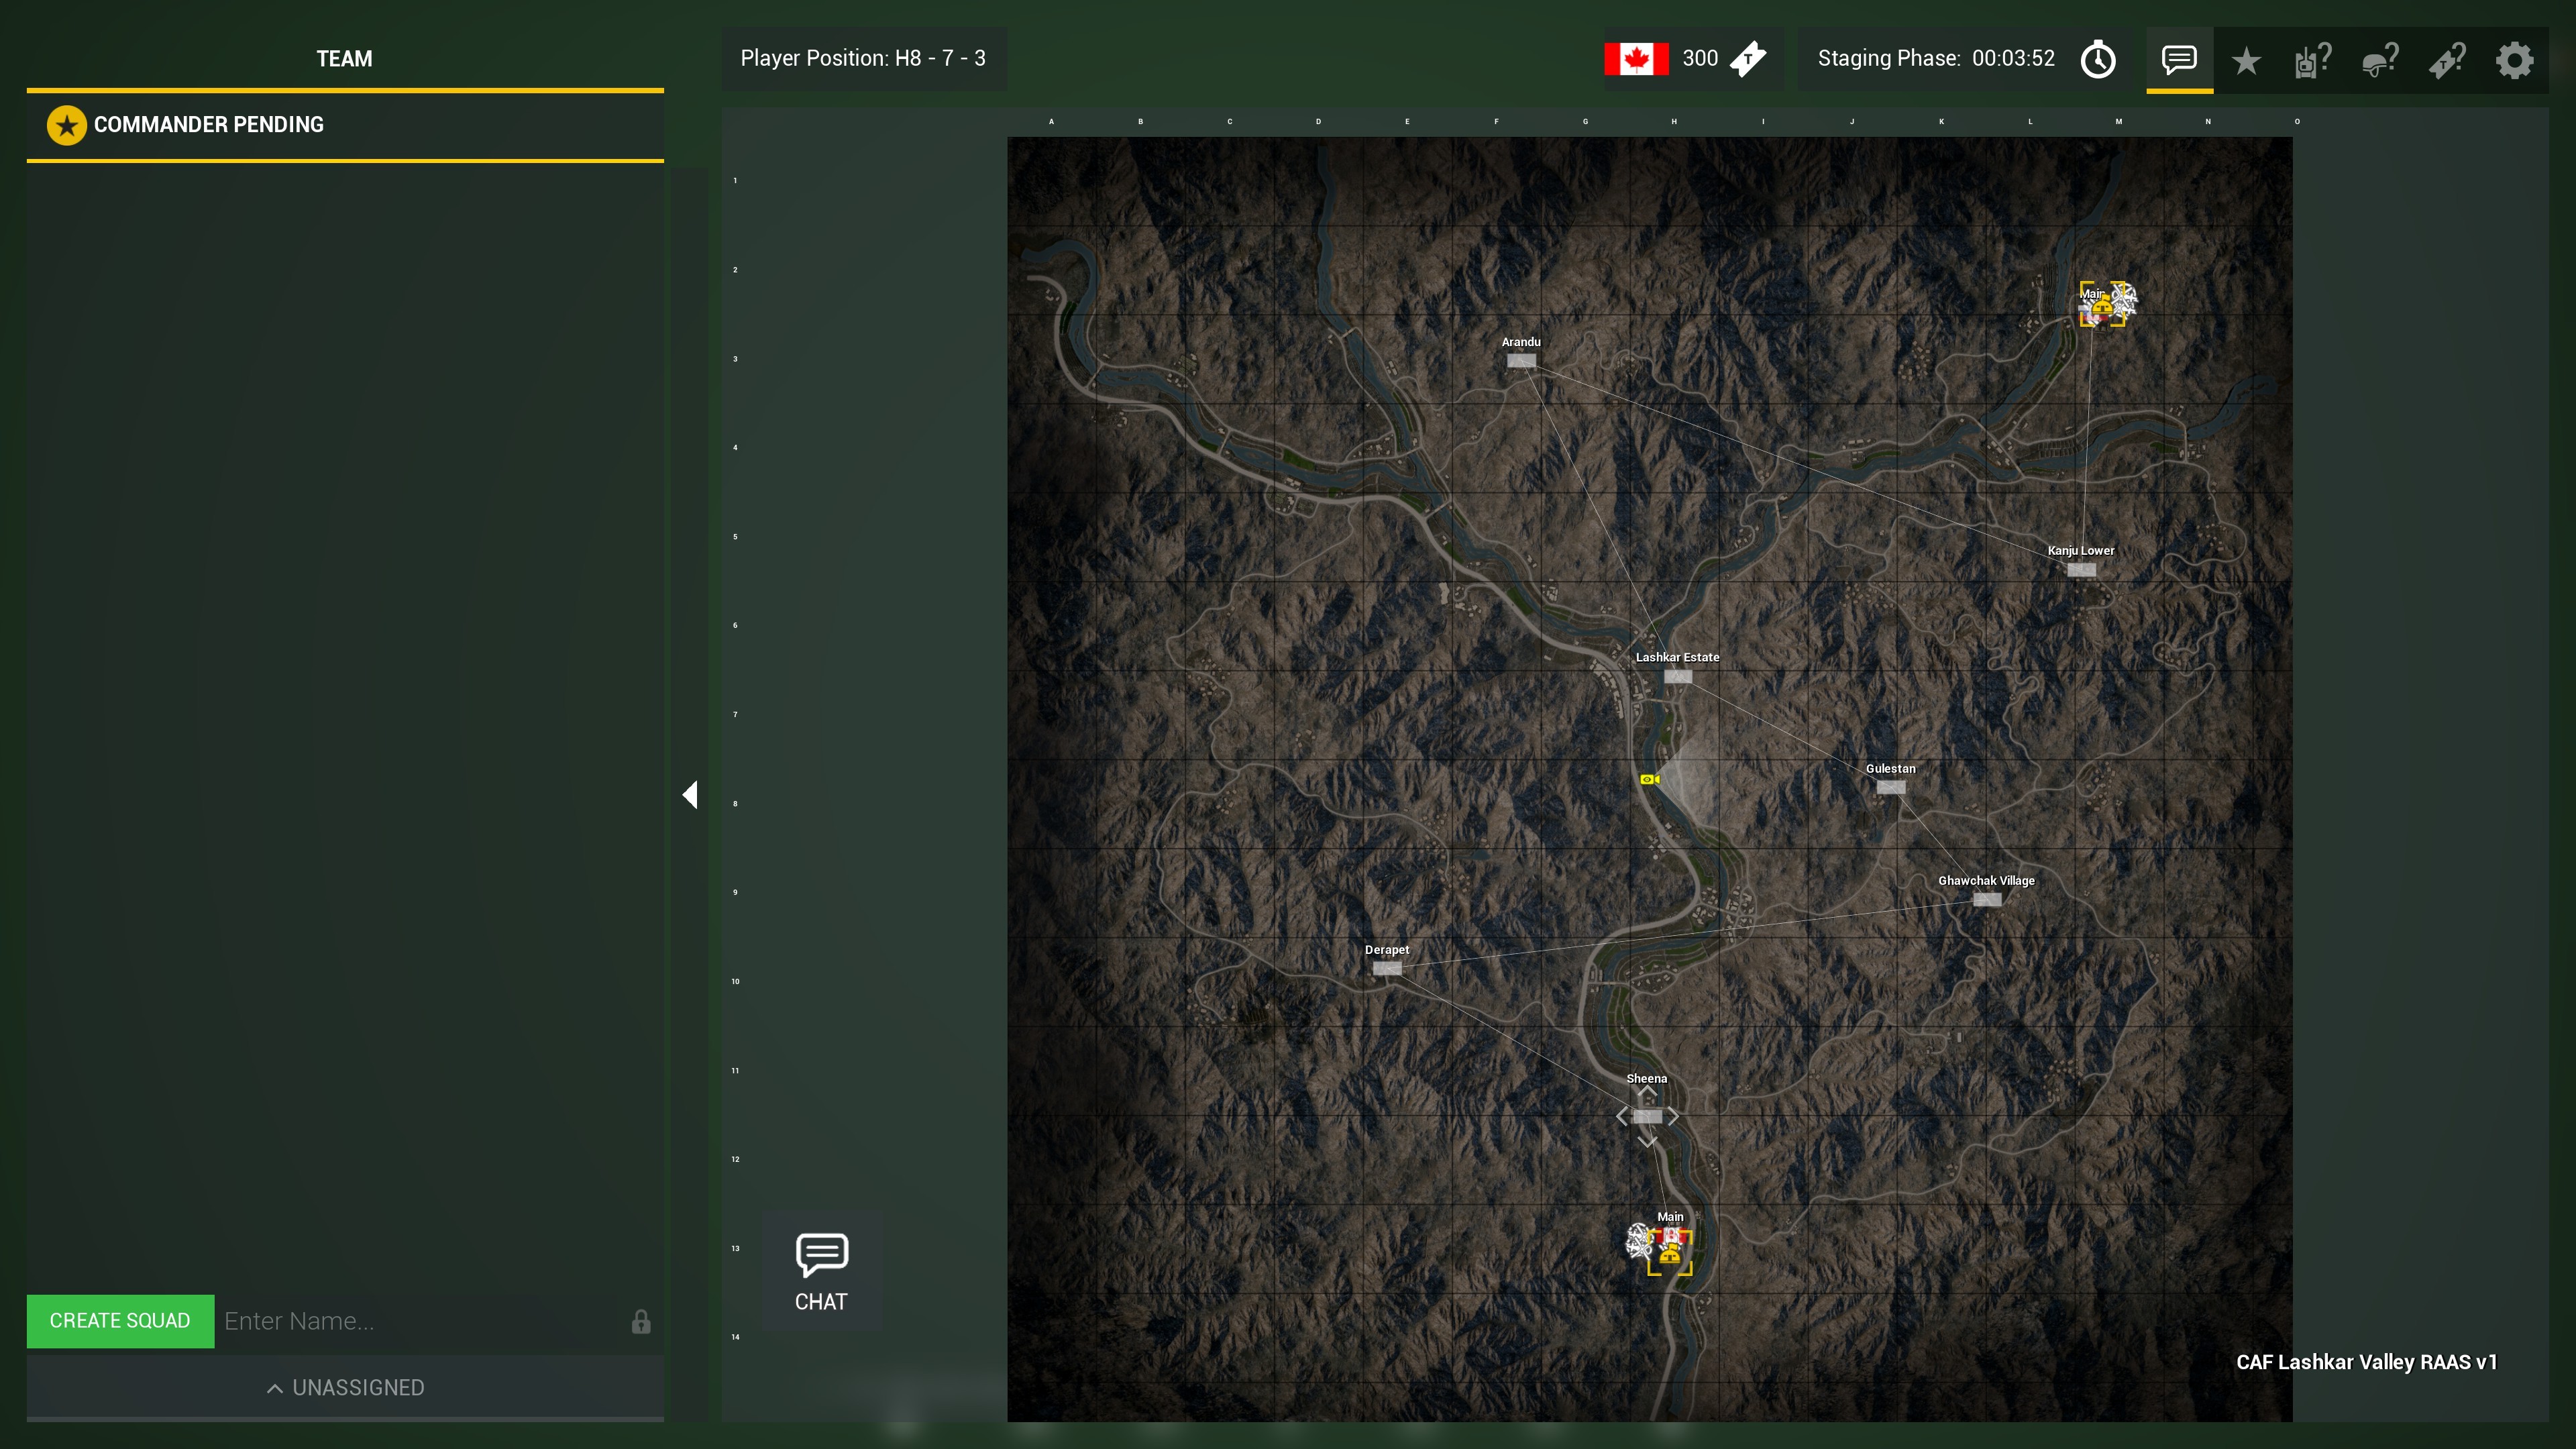 TEAM
Player Position: H8 - 7 - 3
300
T
Staging Phase: 00:03:52
COMMANDER PENDING
A B C D E F G H I J K L M N O
1
2
Main
3
Arandu
4
5
Kanju Lower
6
Lashkar Estate
7
Gulestan
8
Ghawchak Village
9
Derapet
10
11
Sheena
12
Main
13
CHAT
CREATE SQUAD
Enter Name...
14
CAF Lashkar Valley RAAS v1
UNASSIGNED